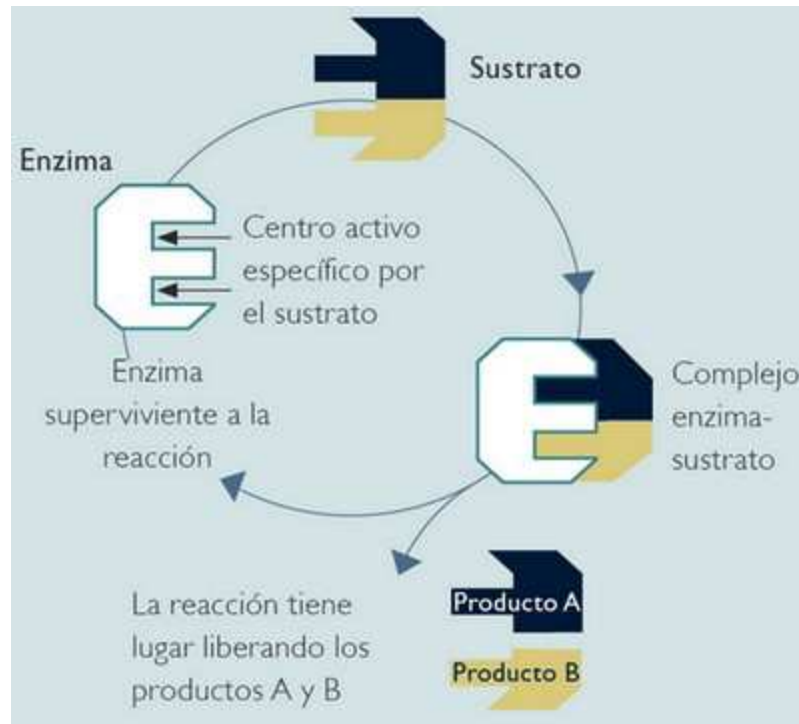 Sustrato
Enzima
Centro activo
específico por
el sustrato
Enzima
superviviente a la
reacción
Complejo
enzima-
sustrato
La reacción tiene
lugar liberando los
productos A y B
Producto A
Producto B